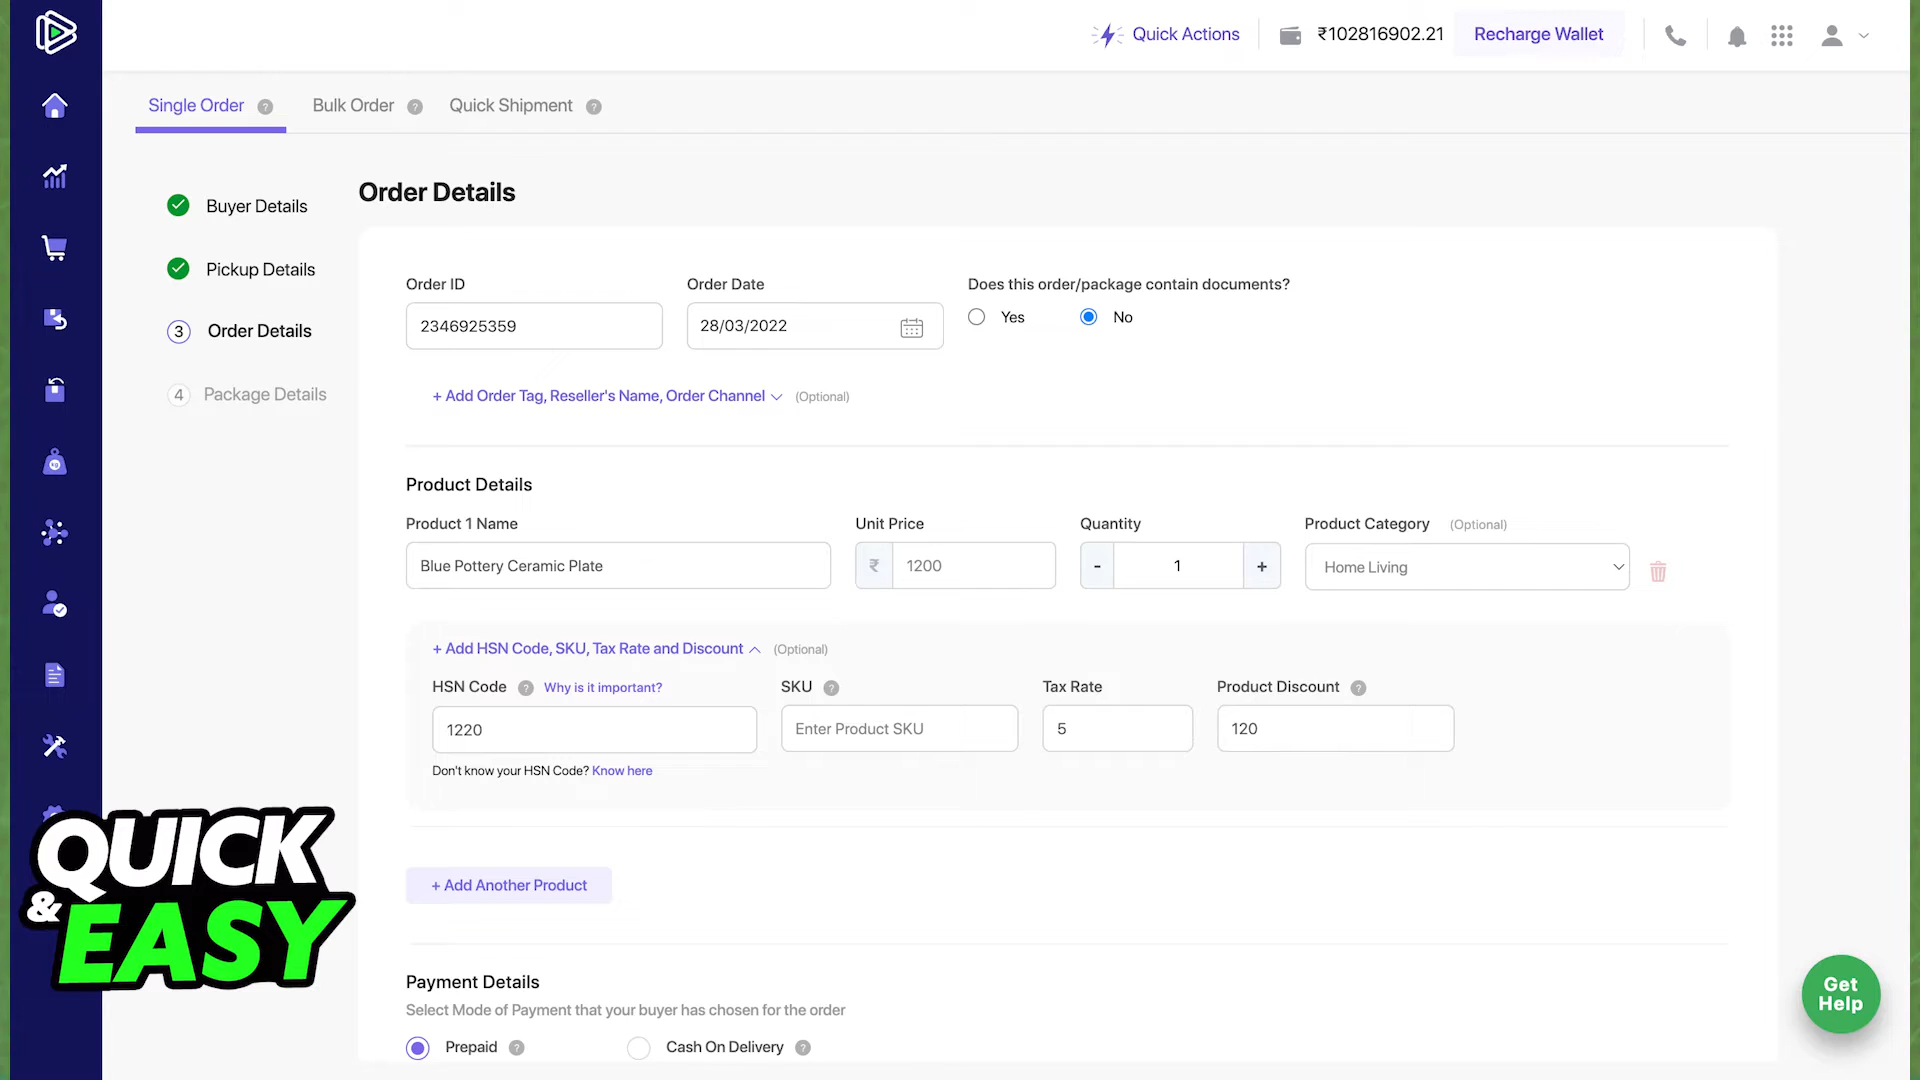 Quick Actions
₹102816902.21
Recharge Wallet
Single Order ?
Bulk Order ?
Quick Shipment ?
Buyer Details
Pickup Details
3 Order Details
4 Package Details
Order Details
Order ID
Order Date
Does this order/package contain documents?
2346925359
28/03/2022
Yes
No
+ Add Order Tag, Reseller's Name, Order Channel (Optional)
Product Details
Product 1 Name
Unit Price
Quantity
Product Category (Optional)
Blue Pottery Ceramic Plate
₹ 1200
- 1 +
Home Living
+ Add HSN Code, SKU, Tax Rate and Discount (Optional)
HSN Code ? Why is it important?
SKU ?
Tax Rate
Product Discount ?
1220
Enter Product SKU
5
120
Don't know your HSN Code? Know here
+ Add Another Product
Payment Details
Select Mode of Payment that your buyer has chosen for the order
Prepaid ?
Cash On Delivery ?
QUICK
& EASY
Get
Help